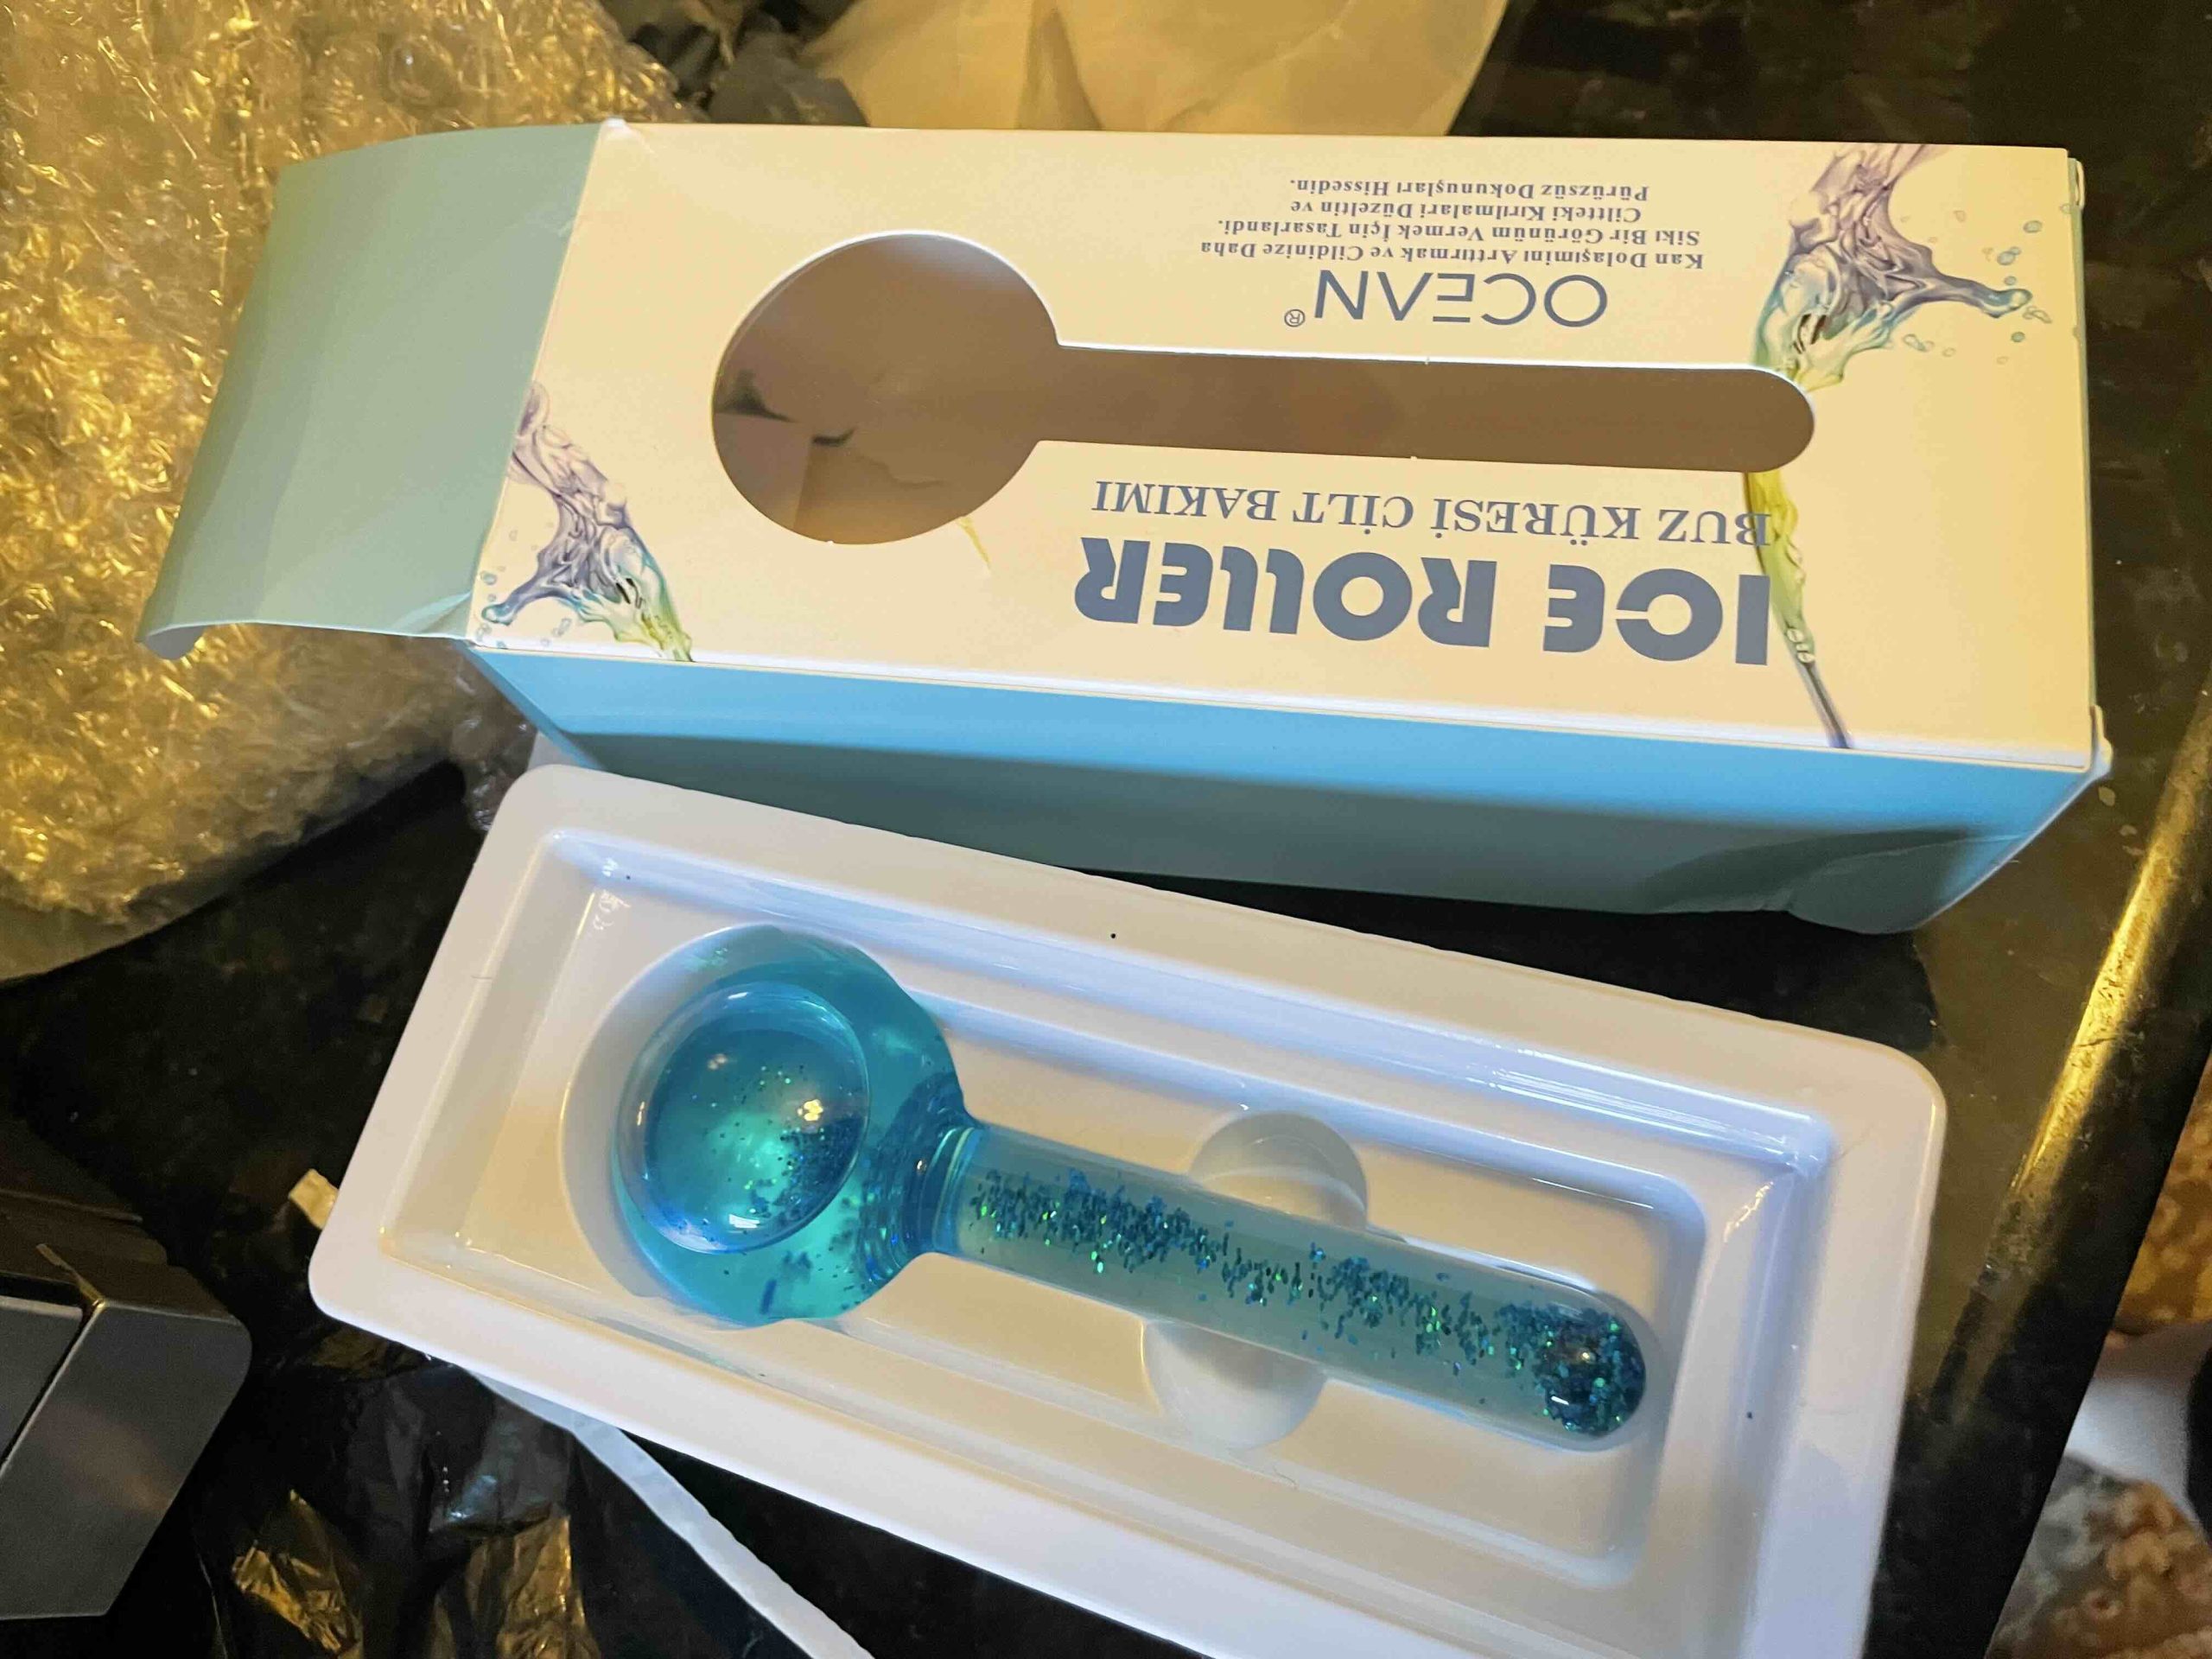 ICE ROLLER
BUZ KÜRESİ CİLT BAKIMI
OCEAN®
Kan Dolaşımını Arttırmak ve Cildinize Daha
Sıkı Bir Görünüm Vermek İçin Tasarlandı.
Ciltteki Kırılmaları Düzeltin ve
Pürüzsüz Dokunuşları Hissedin.